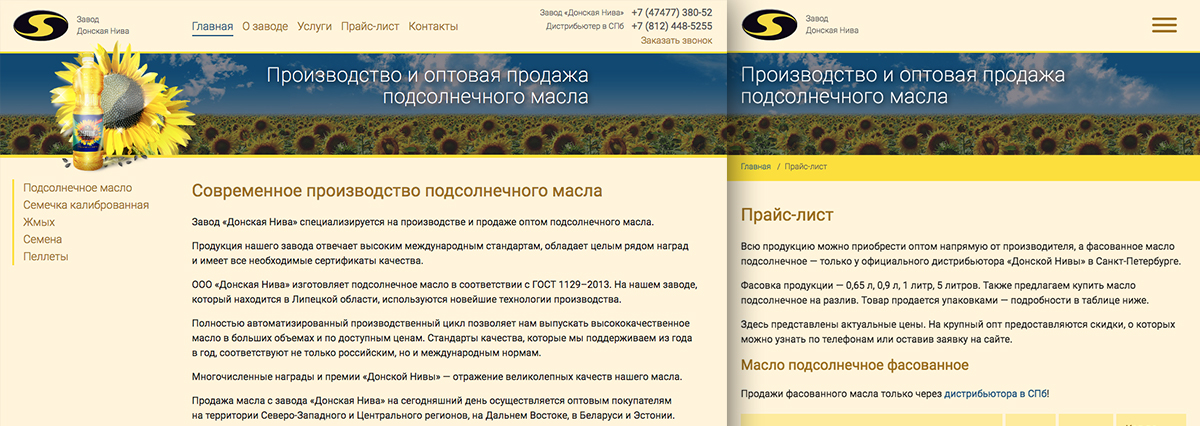 Завод
Донская Нива
Главная О заводе Услуги Прайс-лист Контакты
Завод «Донская Нива» +7 (47477) 380-52
Дистрибьютер в СПб +7 (812) 448-5255
Заказать звонок
Производство и оптовая продажа
подсолнечного масла
Подсолнечное масло
Семечка калиброванная
Жмых
Семена
Пеллеты
Современное производство подсолнечного масла
Завод «Донская Нива» специализируется на производстве и продаже оптом подсолнечного масла.
Продукция нашего завода отвечает высоким международным стандартам, обладает целым рядом наград
и имеет все необходимые сертификаты качества.
ООО «Донская Нива» изготовляет подсолнечное масло в соответствии с ГОСТ 1129–2013. На нашем заводе,
который находится в Липецкой области, используются новейшие технологии производства.
Полностью автоматизированный производственный цикл позволяет нам выпускать высококачественное
масло в больших объемах и по доступным ценам. Стандарты качества, которые мы поддерживаем из года
в год, соответствуют не только российским, но и международным нормам.
Многочисленные награды и премии «Донской Нивы» — отражение великолепных качеств нашего масла.
Продажа масла с завода «Донская Нива» на сегодняшний день осуществляется оптовым покупателям
на территории Северо-Западного и Центрального регионов, на Дальнем Востоке, в Беларуси и Эстонии.
Завод
Донская Нива
Производство и оптовая продажа
подсолнечного масла
Главная / Прайс-лист
Прайс-лист
Всю продукцию можно приобрести оптом напрямую от производителя, а фасованное масло
подсолнечное — только у официального дистрибьютора «Донской Нивы» в Санкт-Петербурге.
Фасовка продукции — 0,65 л, 0,9 л, 1 литр, 5 литров. Также предлагаем купить масло
подсолнечное на разлив. Товар продается упаковками — подробности в таблице ниже.
Здесь представлены актуальные цены. На крупный опт предоставляются скидки, о которых
можно узнать по телефонам или оставив заявку на сайте.
Масло подсолнечное фасованное
Продажи фасованного масла только через дистрибьютора в СПб!